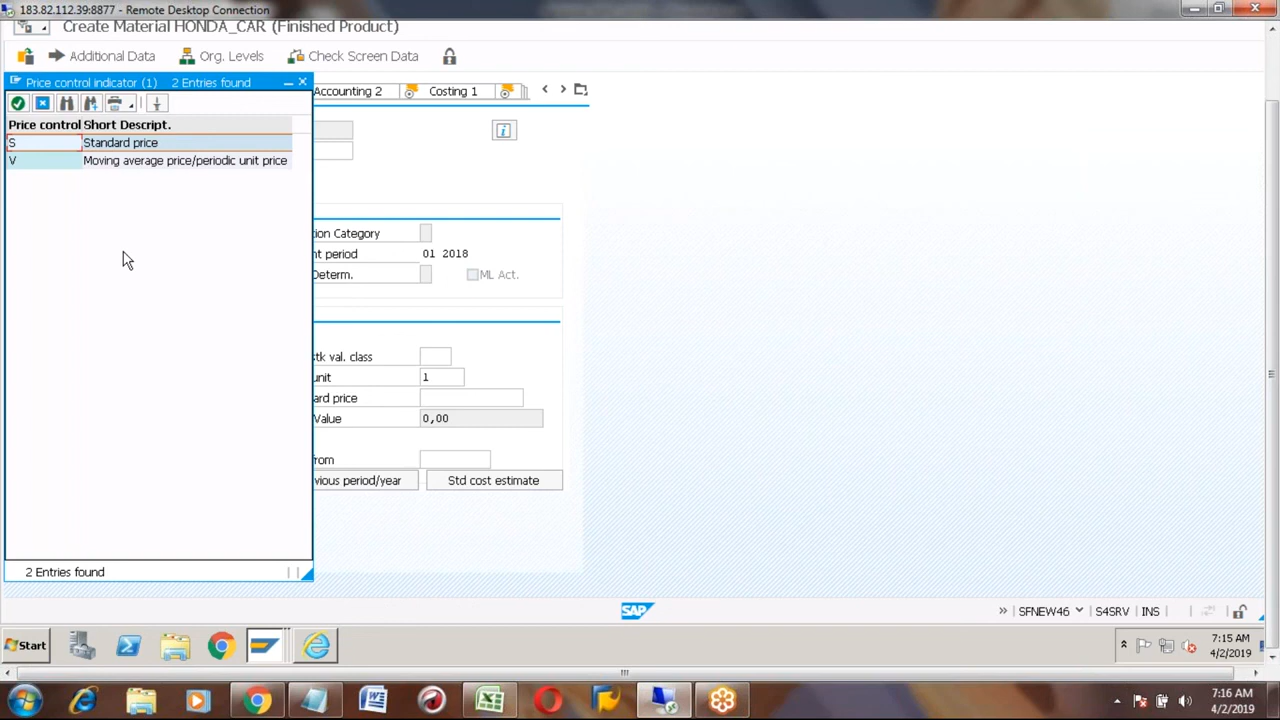 183.82.112.39:8877 - Remote Desktop Connection
Create Material HONDA_CAR (Finished Product)
Additional Data Org. Levels Check Screen Data
Price control indicator (1) 2 Entries found
Accounting 2 Costing 1
Price control Short Descript.
S Standard price
V Moving average price/periodic unit price
tion Category
nt period 01 2018
Determ. ML Act.
stk val. class
unit 1
ard price
Value 0,00
from
vious period/year Std cost estimate
2 Entries found
SAP
SFNEW46 S4SRV INS
Start
7:15 AM
4/2/2019
7:16 AM
4/2/2019